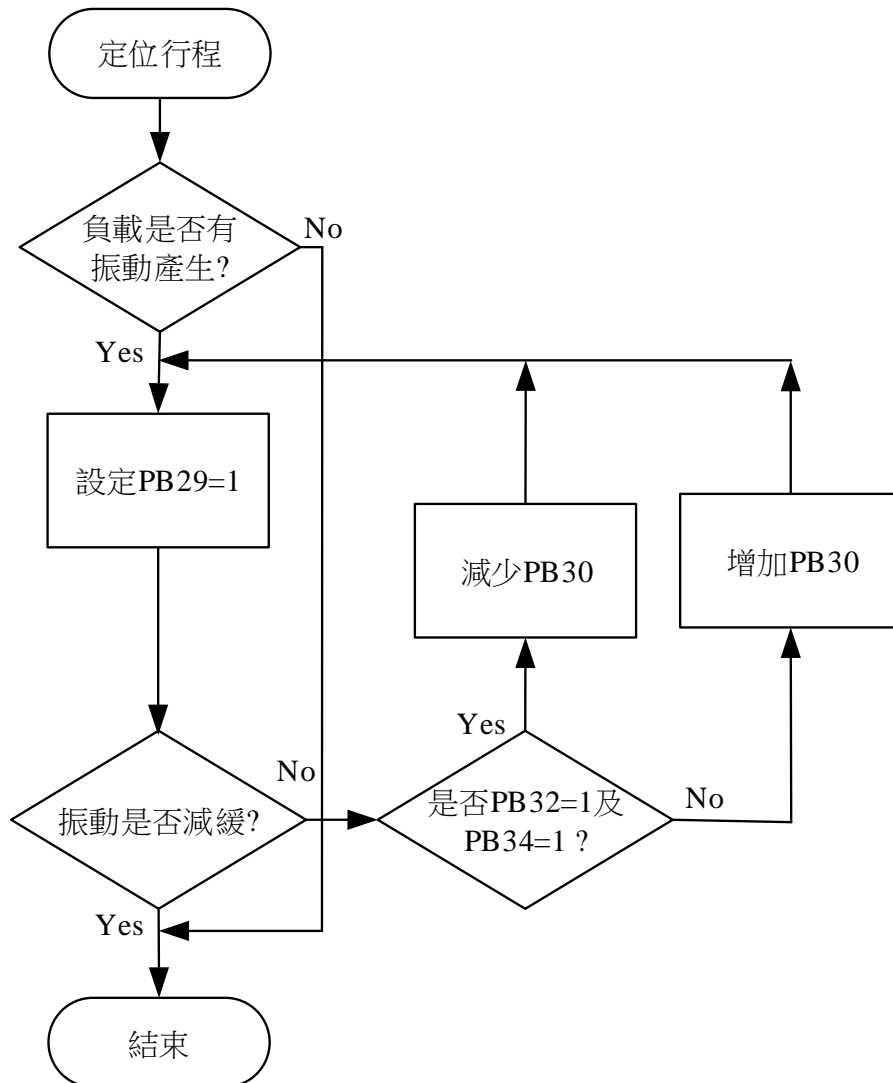 定位行程
負載是否有
振動產生?
No
Yes
設定PB29=1
減少PB30
增加PB30
振動是否減緩?
No
Yes
是否PB32=1及
PB34=1 ?
No
Yes
結束